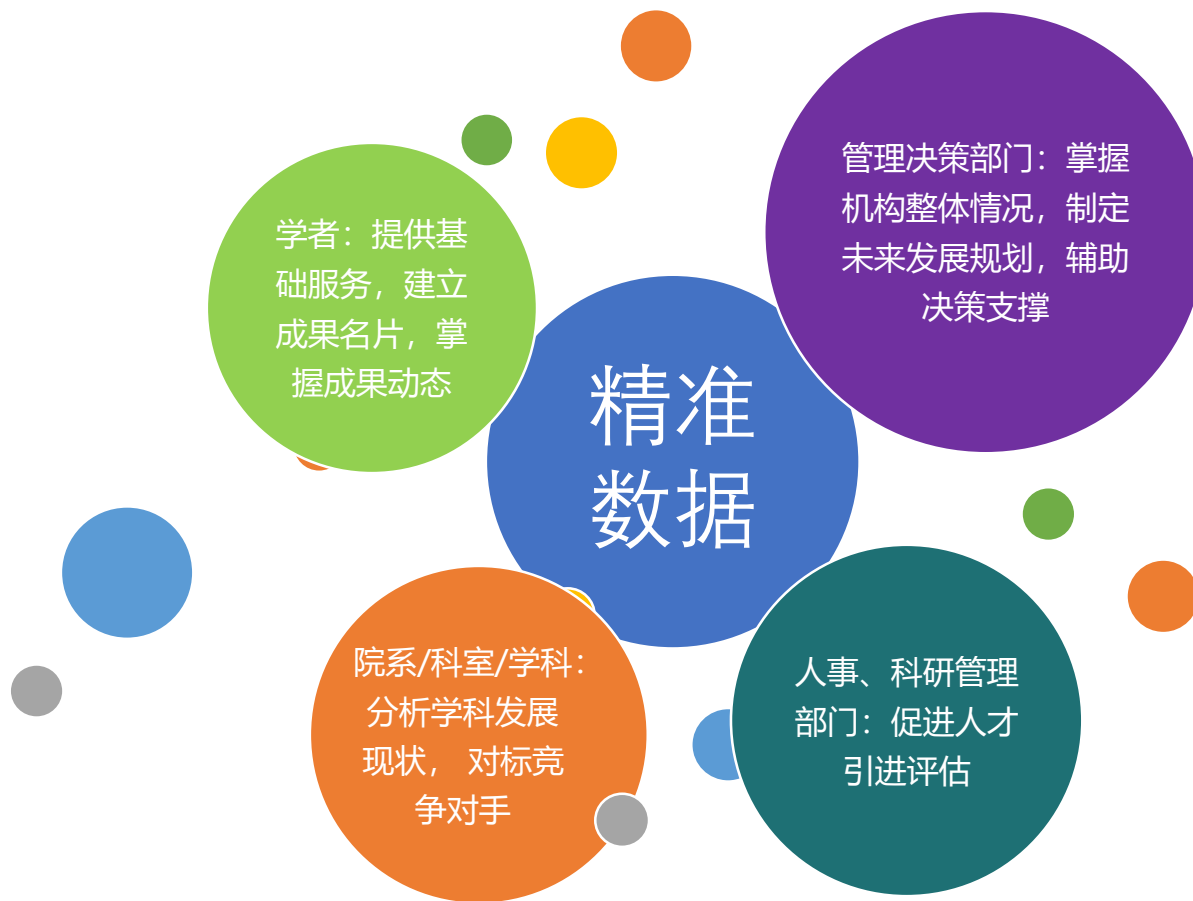 学者：提供基
础服务，建立
成果名片，掌
握成果动态
管理决策部门：掌握
机构整体情况，制定
未来发展规划，辅助
决策支撑
精准
数据
院系/科室/学科：
分析学科发展
现状， 对标竞
争对手
人事、科研管理
部门：促进人才
引进评估